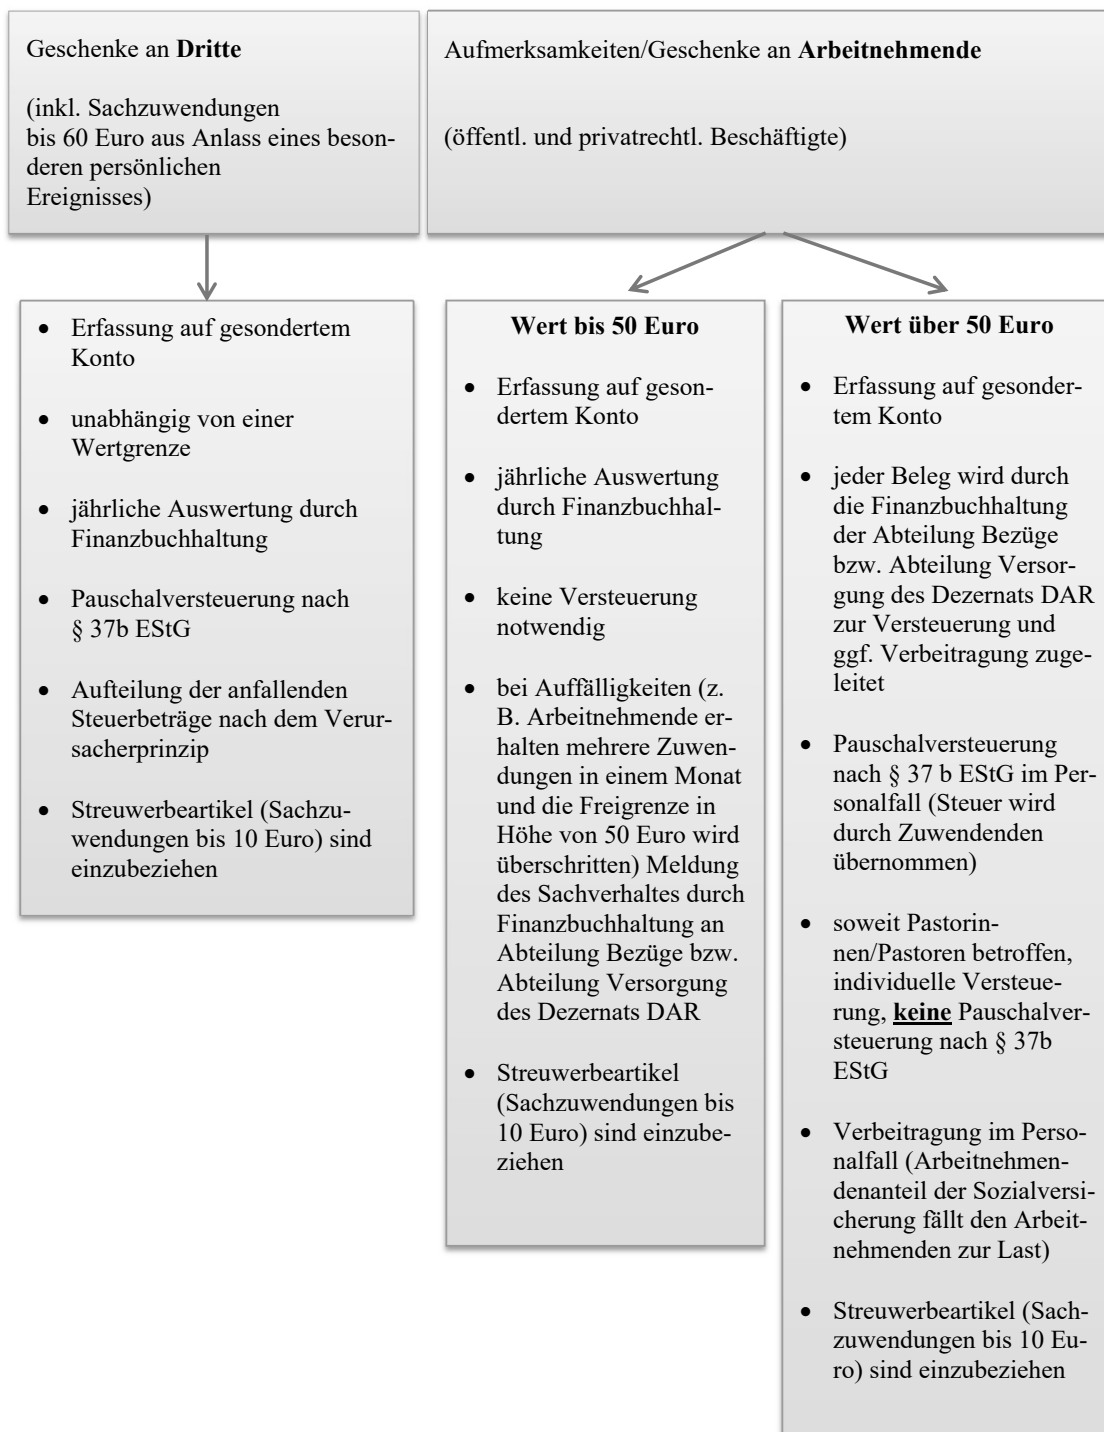 Geschenke an Dritte
(inkl. Sachzuwendungen
bis 60 Euro aus Anlass eines beson-
deren persönlichen
Ereignisses)
Aufmerksamkeiten/Geschenke an Arbeitnehmende
(öffentl. und privatrechtl. Beschäftigte)
• Erfassung auf gesondertem
Konto
• unabhängig von einer
Wertgrenze
• jährliche Auswertung durch
Finanzbuchhaltung
• Pauschalversteuerung nach
§ 37b EStG
• Aufteilung der anfallenden
Steuerbeträge nach dem Verur-
sacherprinzip
• Streuwerbeartikel (Sachzu-
wendungen bis 10 Euro) sind
einzubeziehen
Wert bis 50 Euro
• Erfassung auf geson-
dertem Konto
• jährliche Auswertung
durch Finanzbuchhal-
tung
• keine Versteuerung
notwendig
• bei Auffälligkeiten (z.
B. Arbeitnehmende er-
halten mehrere Zuwen-
dungen in einem Monat
und die Freigrenze in
Höhe von 50 Euro wird
überschritten) Meldung
des Sachverhaltes durch
Finanzbuchhaltung an
Abteilung Bezüge bzw.
Abteilung Versorgung
des Dezernats DAR
• Streuwerbeartikel
(Sachzuwendungen bis
10 Euro) sind einzube-
ziehen
Wert über 50 Euro
• Erfassung auf gesonder-
tem Konto
• jeder Beleg wird durch
die Finanzbuchhaltung
der Abteilung Bezüge
bzw. Abteilung Versor-
gung des Dezernats DAR
zur Versteuerung und
ggf. Verbeitragung zuge-
leitet
• Pauschalversteuerung
nach § 37 b EStG im Per-
sonalfall (Steuer wird
durch Zuwendenden
übernommen)
• soweit Pastorin-
nen/Pastoren betroffen,
individuelle Versteue-
rung, keine Pauschalver-
steuerung nach § 37b
EStG
• Verbeitragung im Perso-
nalfall (Arbeitnehmen-
denanteil der Sozialversi-
cherung fällt den Arbeit-
nehmenden zur Last)
• Streuwerbeartikel (Sach-
zuwendungen bis 10 Eu-
ro) sind einzubeziehen